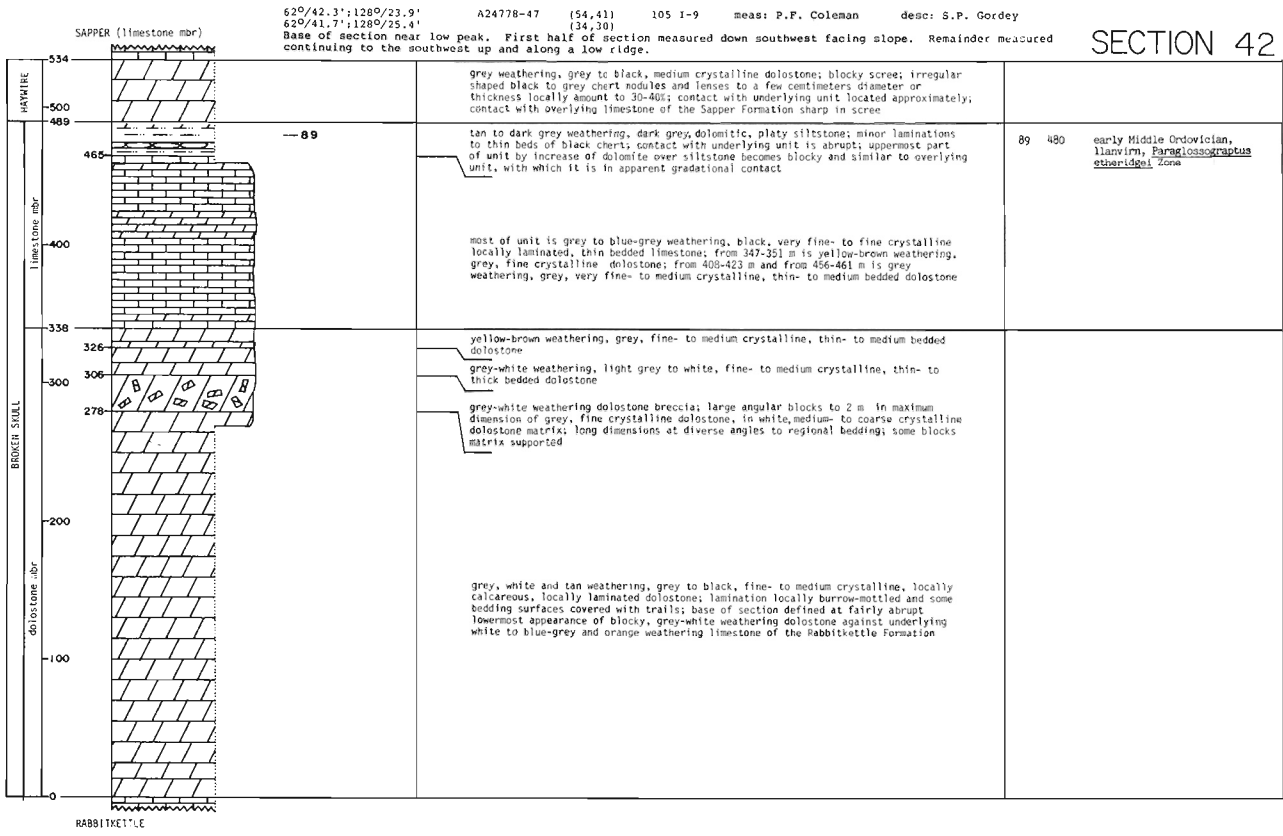 62º/42.3';128º/23.9' A24778-47 (54,41) 105 I-9 meas: P.F. Coleman desc: S.P. Gordey
62º/41.7';128º/25.4' (34,30)
Base of section near low peak. First half of section measured down southwest facing slope. Remainder measured
continuing to the southwest up and along a low ridge.
SECTION 42
SAPPER (limestone mbr)
534
HAYWIRE
500
489
grey weathering, grey to black, medium crystalline dolostone; blocky scree; irregular
shaped black to grey chert nodules and lenses to a few centimeters diameter or
thickness locally amount to 30-40%; contact with underlying unit located approximately;
contact with overlying limestone of the Sapper Formation sharp in scree
89
465
tan to dark grey weathering, dark grey, dolomitic, platy siltstone; minor laminations
to thin beds of black chert; contact with underlying unit is abrupt; uppermost part
of unit by increase of dolomite over siltstone becomes blocky and similar to overlying
unit, with which it is in apparent gradational contact
89 480 early Middle Ordovician,
llanvirn, Paraglossograptus
etheridgei Zone
limestone mbr
400
most of unit is grey to blue-grey weathering, black, very fine- to fine crystalline
locally laminated, thin bedded limestone; from 347-351 m is yellow-brown weathering,
grey, fine crystalline dolostone; from 408-423 m and from 456-461 m is grey
weathering, grey, very fine- to medium crystalline, thin- to medium bedded dolostone
338
326
yellow-brown weathering, grey, fine- to medium crystalline, thin- to medium bedded
dolostone
306
300
grey-white weathering, light grey to white, fine- to medium crystalline, thin- to
thick bedded dolostone
278
grey-white weathering dolostone breccia; large angular blocks to 2 m in maximum
dimension of grey, fine crystalline dolostone, in white, medium- to coarse crystalline
dolostone matrix; long dimensions at diverse angles to regional bedding; some blocks
matrix supported
BROKEN SKULL
200
dolostone mbr
grey, white and tan weathering, grey to black, fine- to medium crystalline, locally
calcareous, locally laminated dolostone; lamination locally burrow-mottled and some
bedding surfaces covered with trails; base of section defined at fairly abrupt
lowermost appearance of blocky, grey-white weathering dolostone against underlying
white to blue-grey and orange weathering limestone of the Rabbitkettle Formation
100
0
RABBITKETTLE